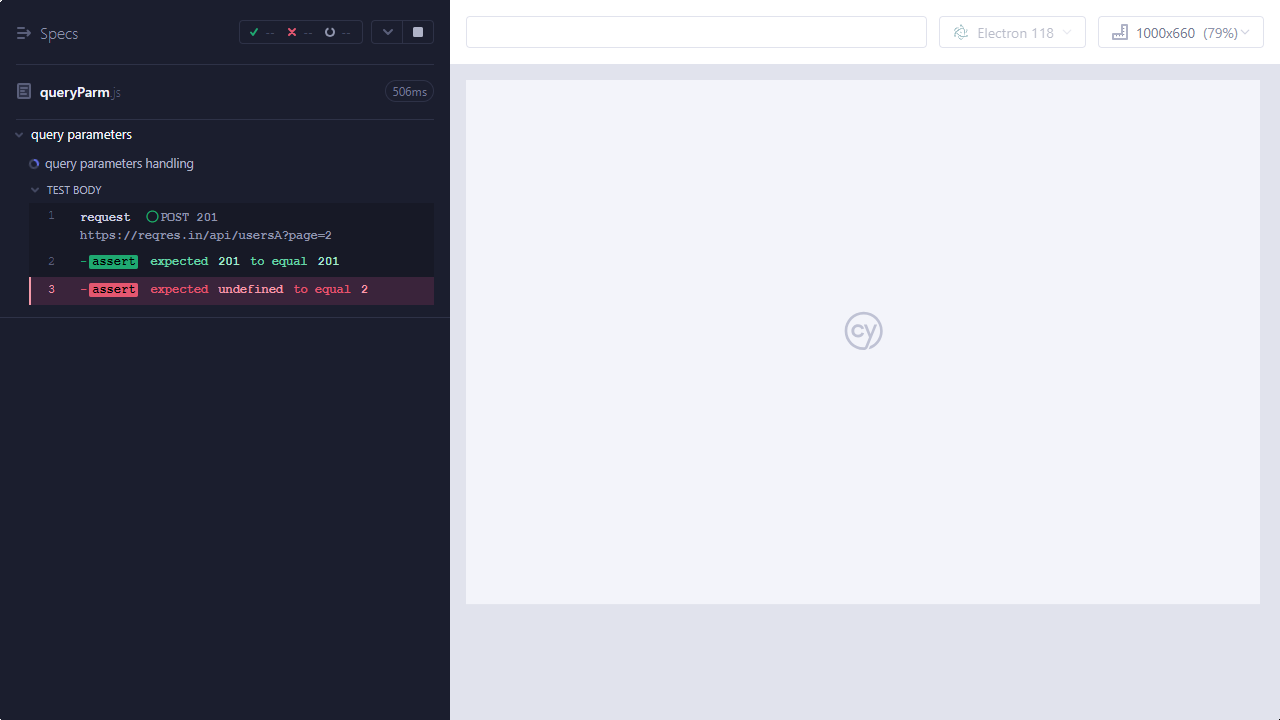 Specs
-- -- --
queryParm.js
506ms
query parameters
query parameters handling
TEST BODY
1 request POST 201
https://reqres.in/api/usersA?page=2
2 -assert expected 201 to equal 201
3 -assert expected undefined to equal 2
Electron 118
1000x660 (79%)
cy